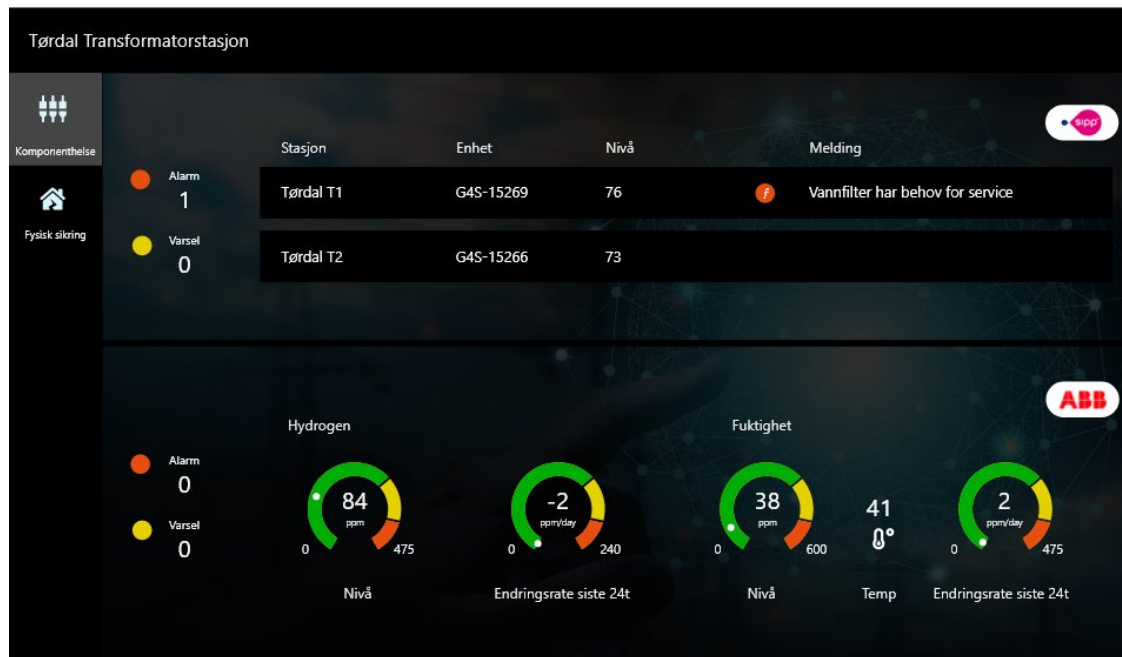 Tørdal Transformatorstasjon
Komponenthelse
Fysisk sikring
sipp
Stasjon Enhet Nivå Melding
Alarm
1
Tørdal T1 G4S-15269 76 f Vannfilter har behov for service
Varsel
0
Tørdal T2 G4S-15266 73
ABB
Hydrogen Fuktighet
Alarm
0
Varsel
0
84
ppm
0 475
Nivå
-2
ppm/day
0 240
Endringsrate siste 24t
38
ppm
0 600
Nivå
41
Temp
2
ppm/day
0 475
Endringsrate siste 24t